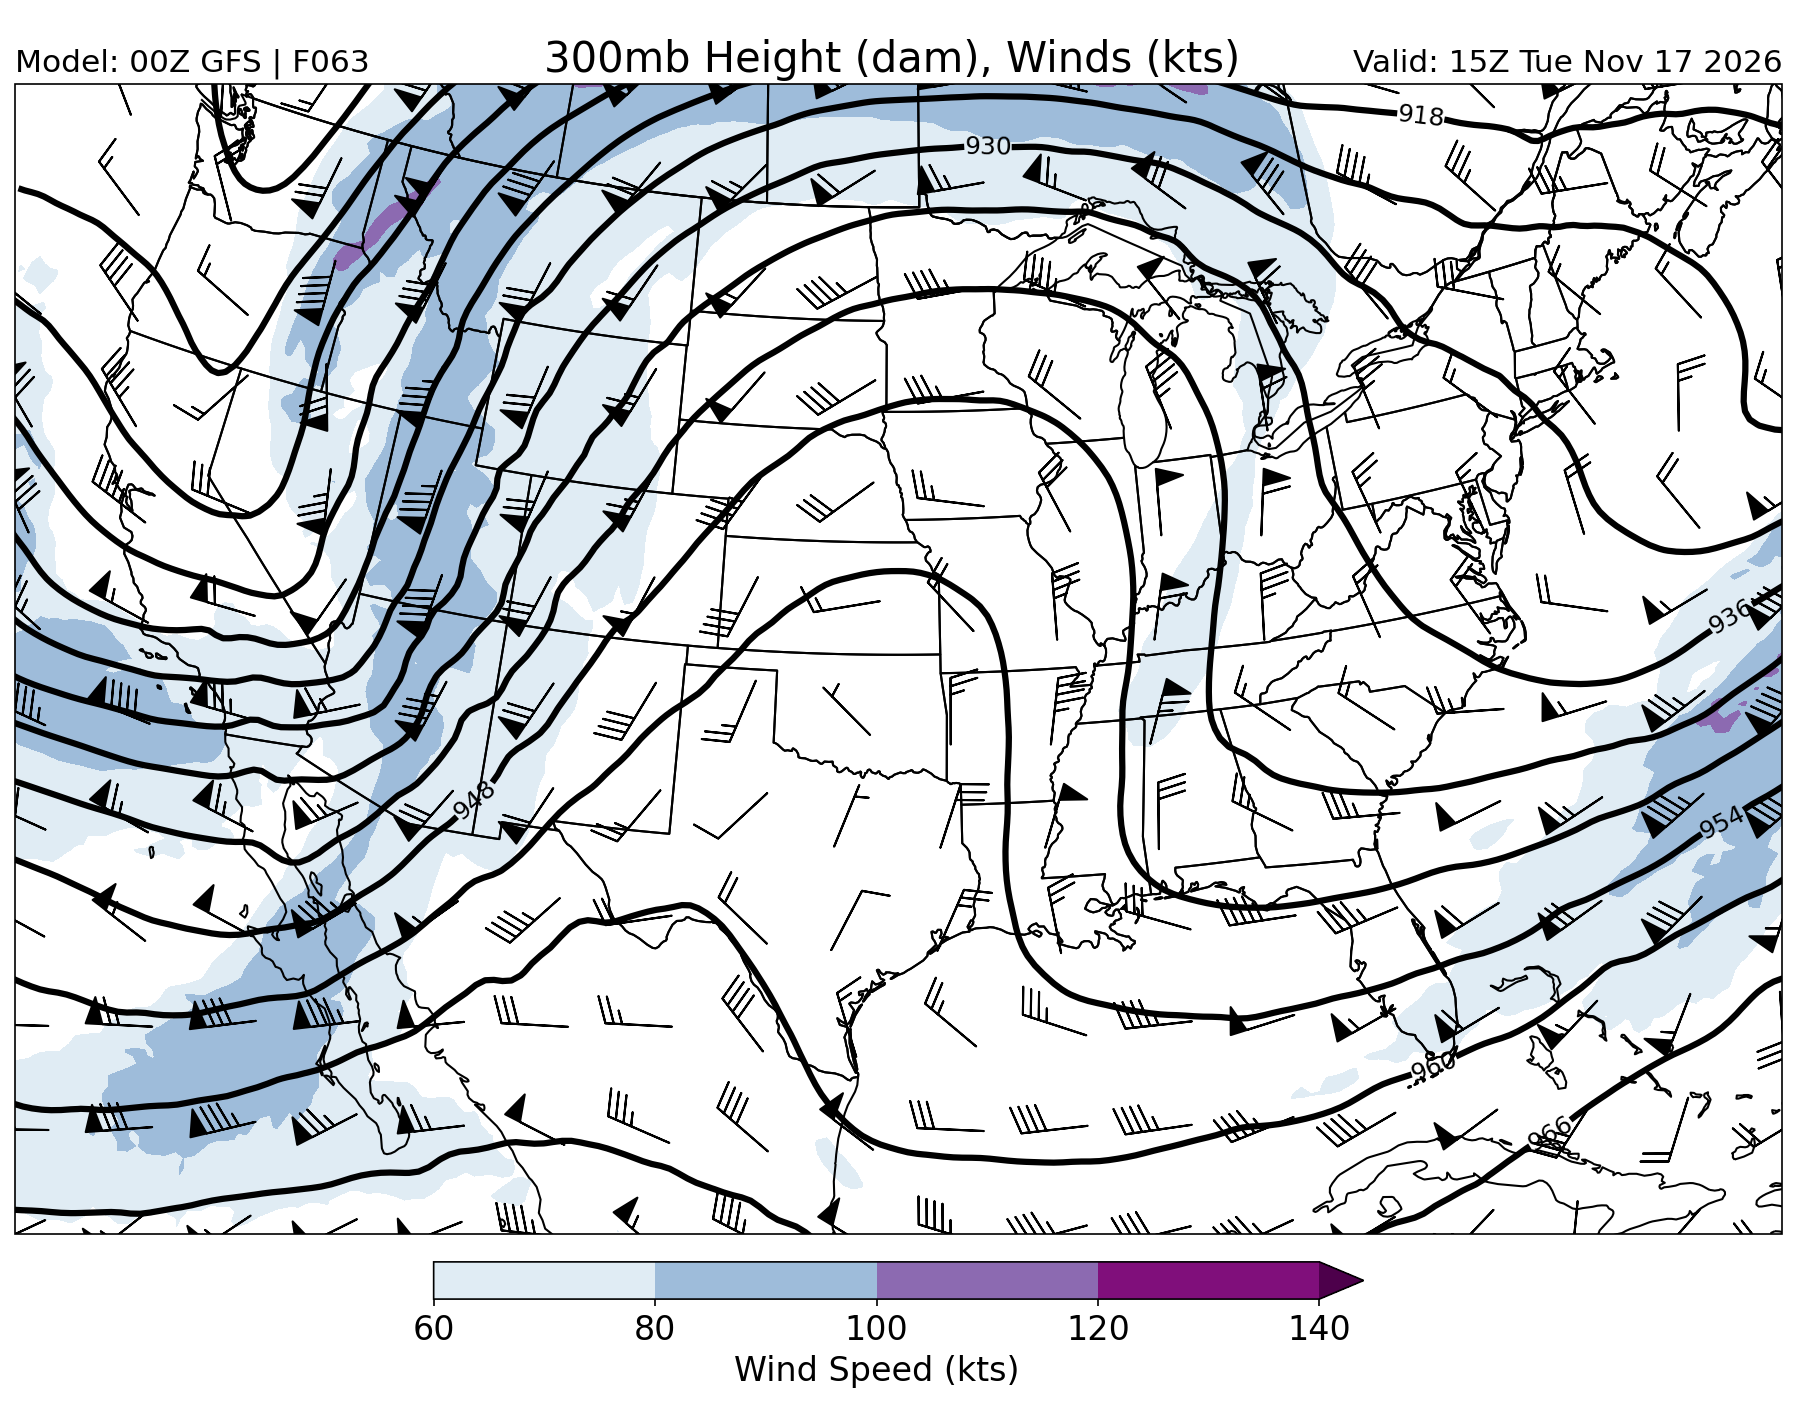 Model: 00Z GFS | F063
300mb Height (dam), Winds (kts)
Valid: 15Z Tue Nov 17 2026
918
930
936
948
954
960
966
60 80 100 120 140
Wind Speed (kts)